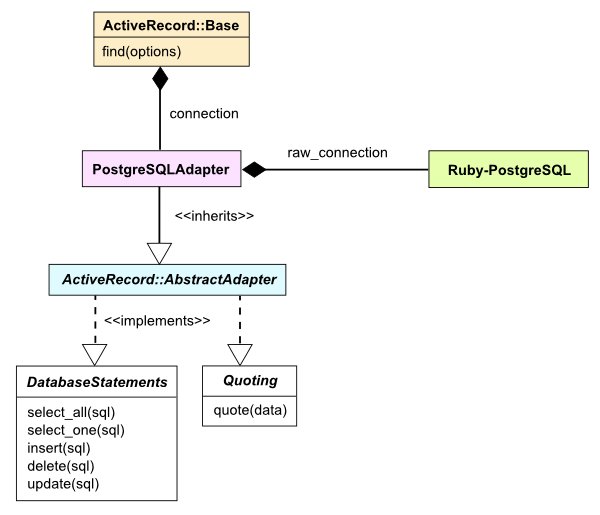 ActiveRecord::Base
find(options)
connection
PostgreSQLAdapter
raw_connection
Ruby-PostgreSQL
<<inherits>>
ActiveRecord::AbstractAdapter
<<implements>>
DatabaseStatements
select_all(sql)
select_one(sql)
insert(sql)
delete(sql)
update(sql)
Quoting
quote(data)